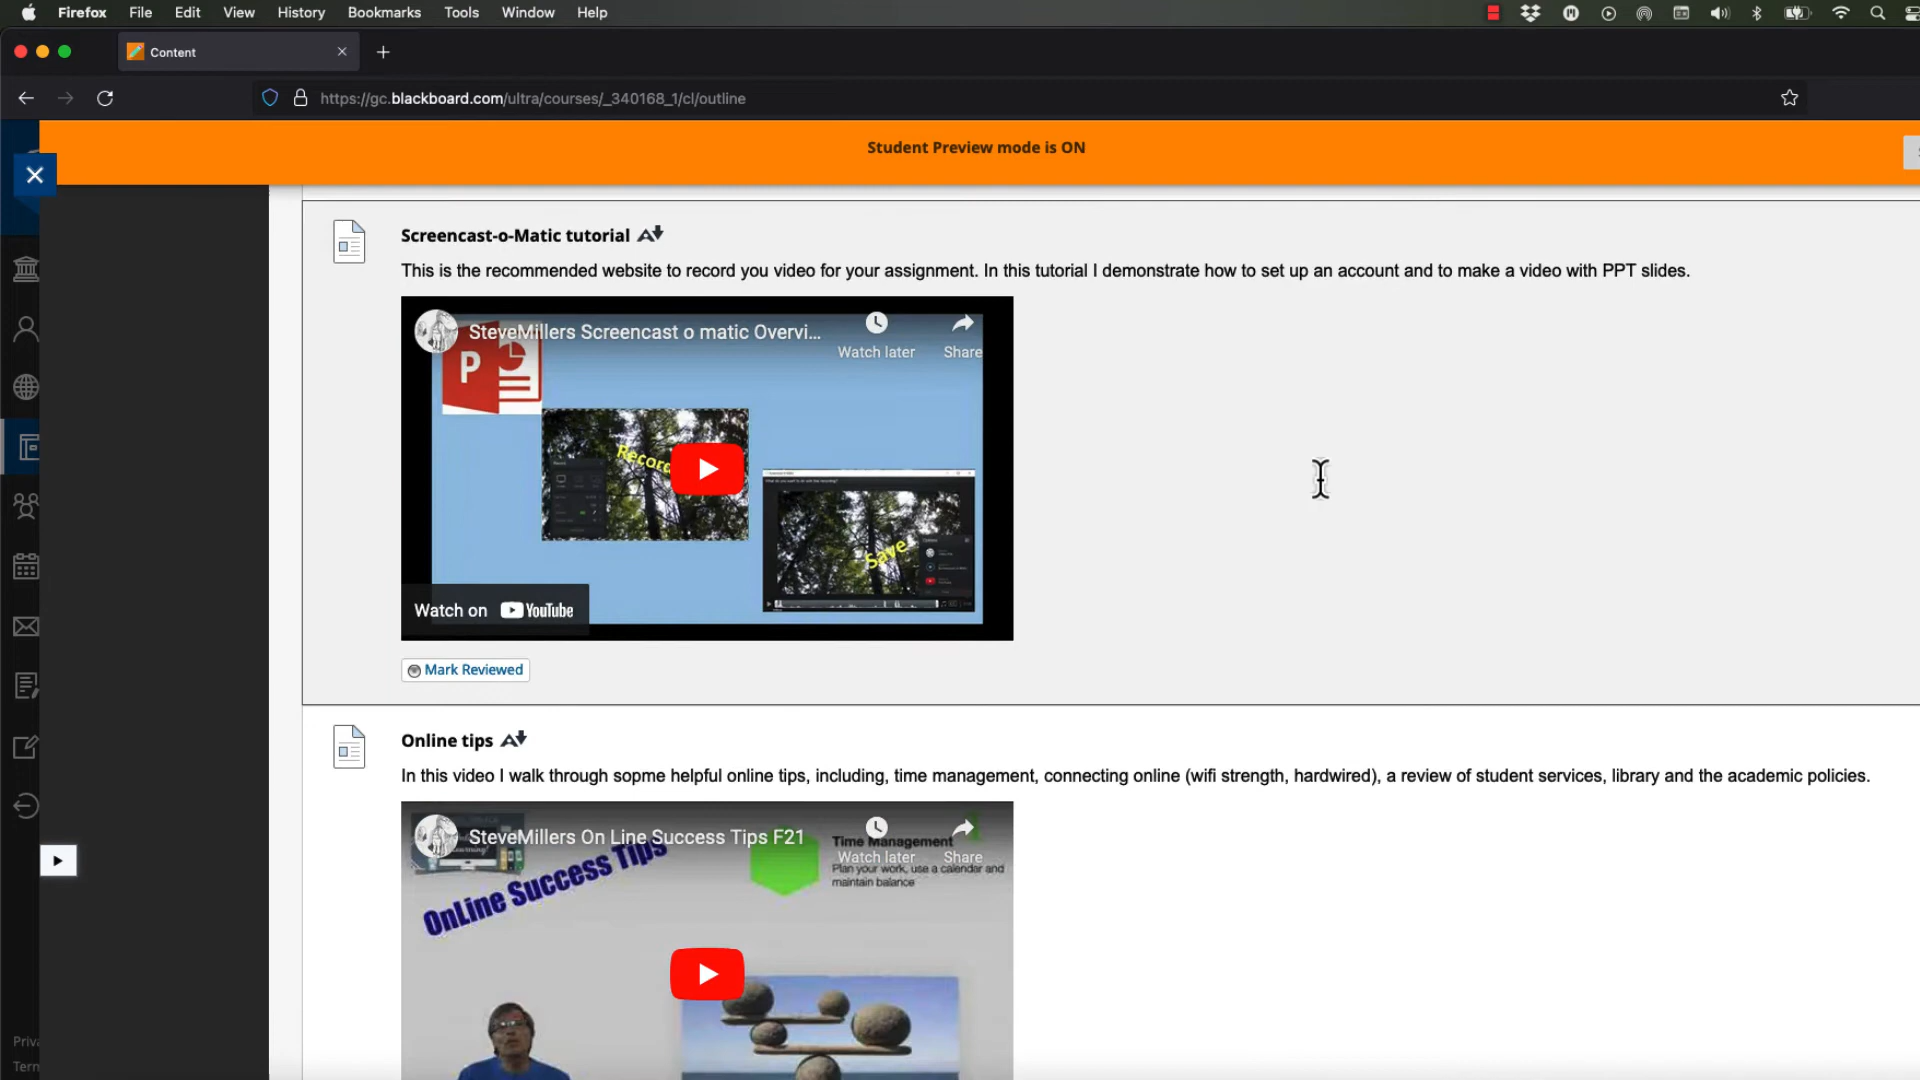 Firefox File Edit View History Bookmarks Tools Window Help
Content
https://gc.blackboard.com/ultra/courses/_340168_1/cl/outline
Student Preview mode is ON
Screencast-o-Matic tutorial
This is the recommended website to record you video for your assignment. In this tutorial I demonstrate how to set up an account and to make a video with PPT slides.
SteveMillers Screencast o matic Overvi...
Watch later Share
P
Record
Save
Watch on YouTube
Mark Reviewed
Online tips
In this video I walk through sopme helpful online tips, including, time management, connecting online (wifi strength, hardwired), a review of student services, library and the academic policies.
SteveMillers On Line Success Tips F21
Time Management
Watch later Share
Plan your work, use a calendar and
maintain balance
OnLine Success Tips
Priva
Term